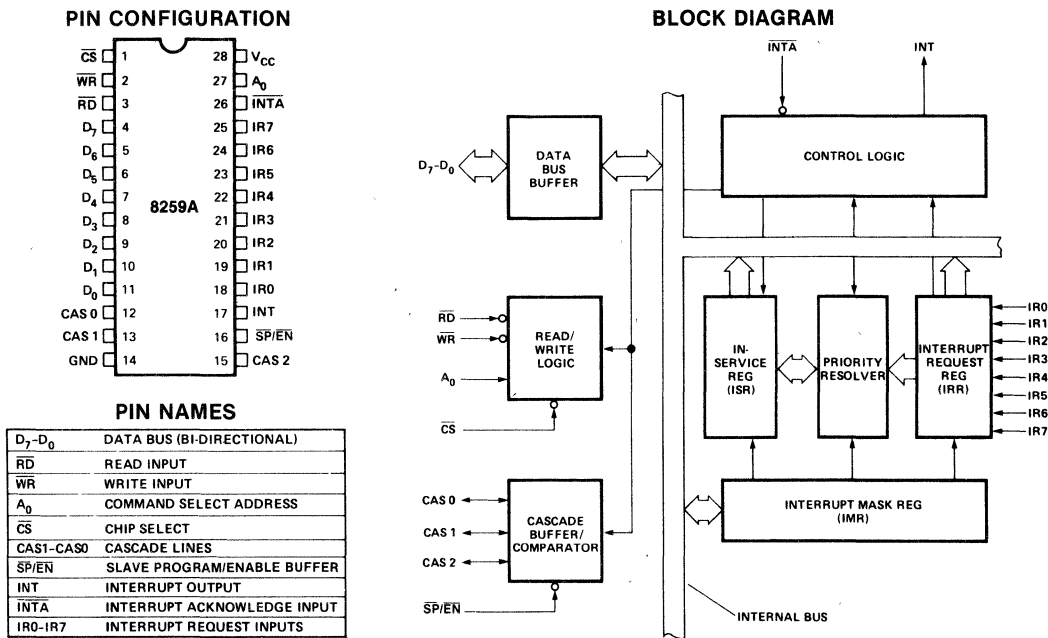 PIN CONFIGURATION
CS 1 28 VCC
WR 2 27 A0
RD 3 26 INTA
D7 4 25 IR7
D6 5 24 IR6
D5 6 23 IR5
D4 7 22 IR4
8259A
D3 8 21 IR3
D2 9 20 IR2
D1 10 19 IR1
D0 11 18 IR0
CAS 0 12 17 INT
CAS 1 13 16 SP/EN
GND 14 15 CAS 2
PIN NAMES
D7-D0 DATA BUS (BI-DIRECTIONAL)
RD READ INPUT
WR WRITE INPUT
A0 COMMAND SELECT ADDRESS
CS CHIP SELECT
CAS1-CAS0 CASCADE LINES
SP/EN SLAVE PROGRAM/ENABLE BUFFER
INT INTERRUPT OUTPUT
INTA INTERRUPT ACKNOWLEDGE INPUT
IR0-IR7 INTERRUPT REQUEST INPUTS
BLOCK DIAGRAM
INTA INT
D7-D0
DATA
BUS
BUFFER
CONTROL LOGIC
RD
WR
A0
CS
READ/
WRITE
LOGIC
IN-
SERVICE
REG
(ISR)
PRIORITY
RESOLVER
INTERRUPT
REQUEST
REG
(IRR)
IR0
IR1
IR2
IR3
IR4
IR5
IR6
IR7
CAS 0
CAS 1
CAS 2
CASCADE
BUFFER/
COMPARATOR
SP/EN
INTERRUPT MASK REG
(IMR)
INTERNAL BUS